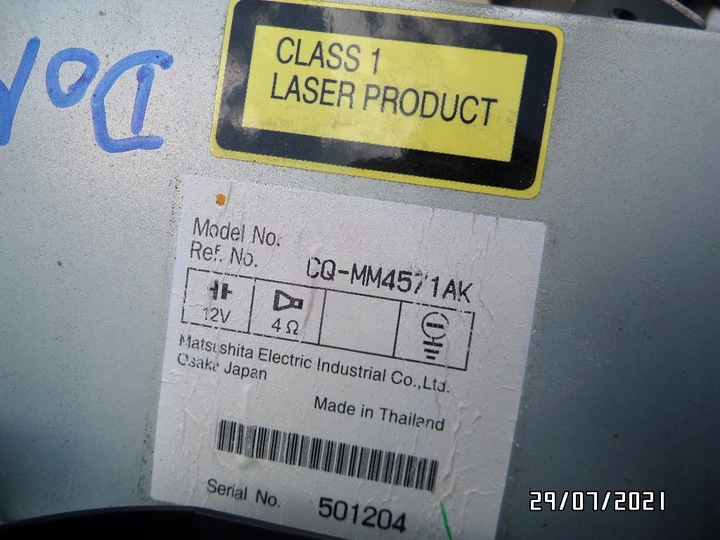 CLASS 1
LASER PRODUCT
Model No.
Ref. No.
CQ-MM4571AK
12V
4 Ω
Matsushita Electric Industrial Co.,Ltd.
Osaka Japan
Made in Thailand
Serial No. 501204
29/07/2021